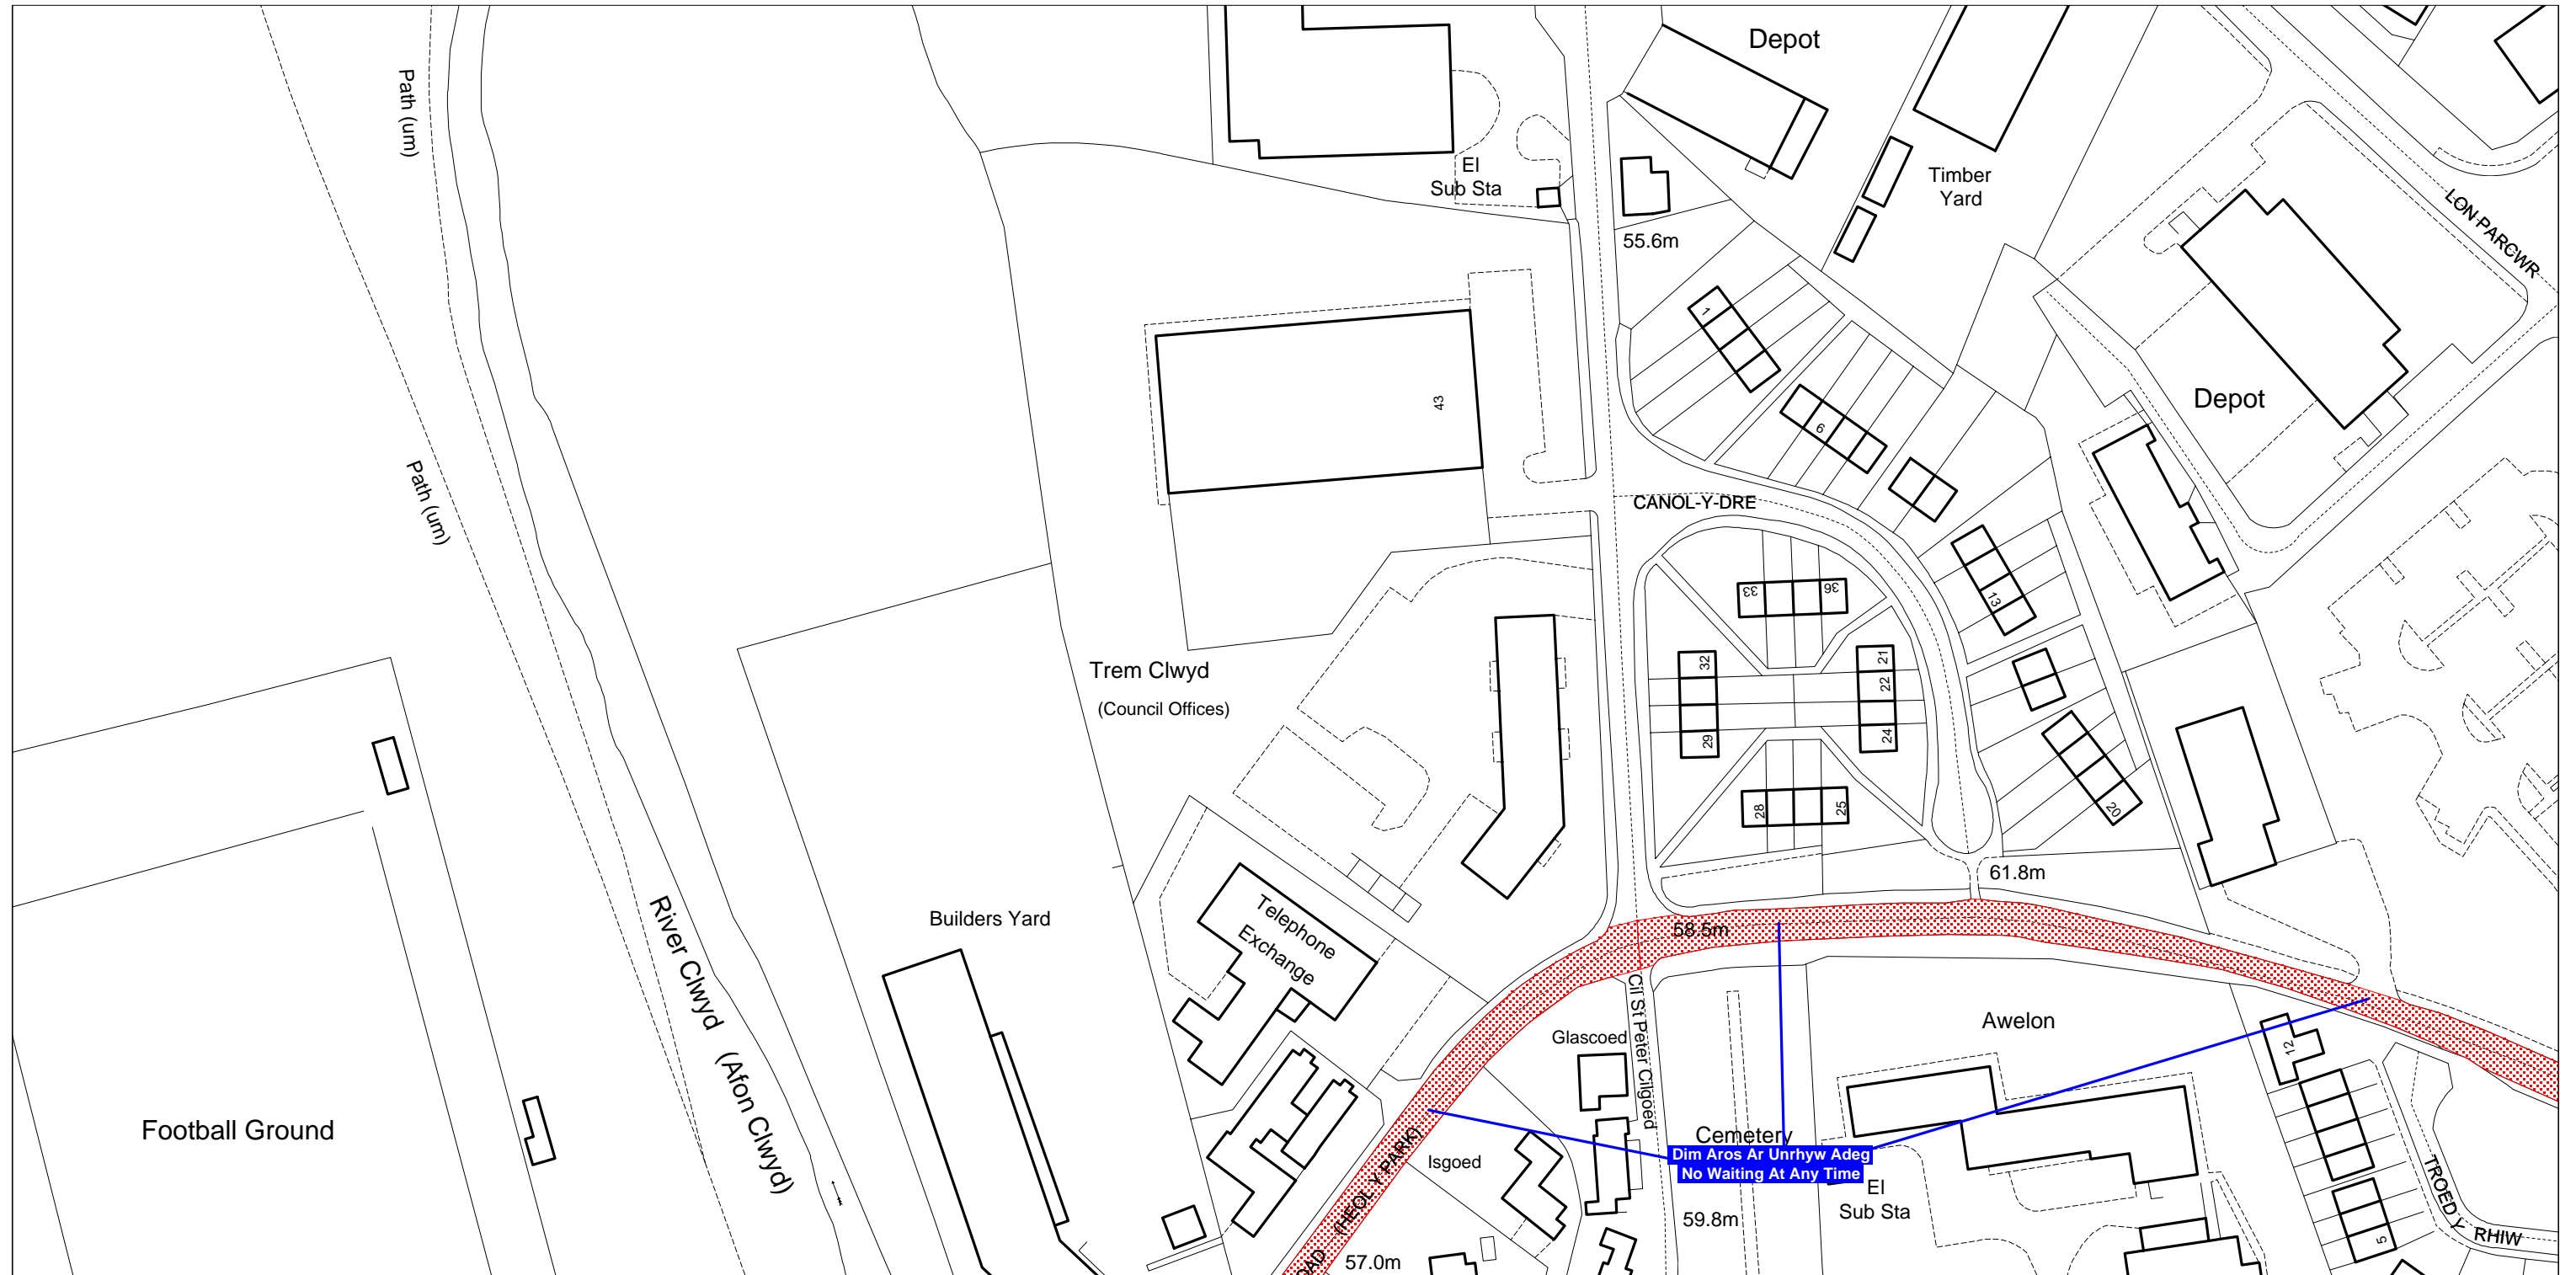 Depot
Path (um)
El
Sub Sta
Timber
Yard
LON PARCWR
55.6m
1
43
6
Depot
Path (um)
CANOL-Y-DRE
33
36
13
32
21
22
29
24
Trem Clwyd
(Council Offices)
28
25
20
61.8m
Builders Yard
Telephone
Exchange
58.5m
River Clwyd
(Afon Clwyd)
Cil St Peter Cilgoed
Glascoed
Awelon
12
Football Ground
Cemetery
Dim Aros Ar Unrhyw Adeg
No Waiting At Any Time
Isgoed
(HEOL Y PARK)
El
Sub Sta
59.8m
57.0m
TROED Y RHIW
5